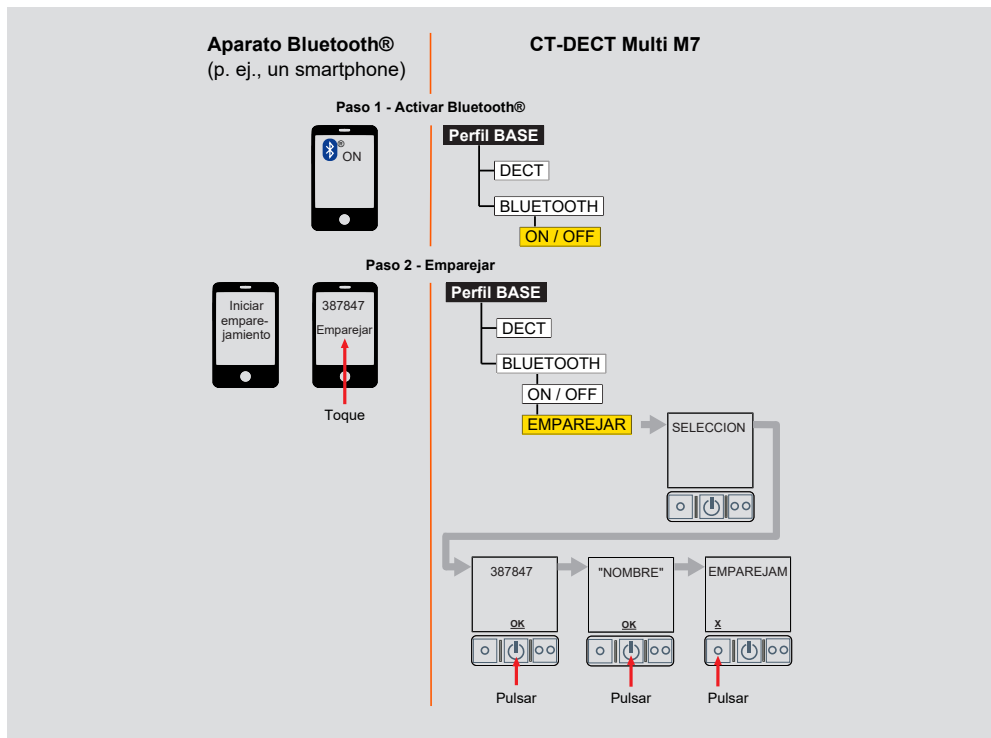 Aparato Bluetooth®
(p. ej., un smartphone)
CT-DECT Multi M7
Paso 1 - Activar Bluetooth®
®
ON
Perfil BASE
DECT
BLUETOOTH
ON / OFF
Paso 2 - Emparejar
Iniciar
empare-
jamiento
387847
Emparejar
Toque
Perfil BASE
DECT
BLUETOOTH
ON / OFF
EMPAREJAR
SELECCION
387847
OK
Pulsar
"NOMBRE"
OK
Pulsar
EMPAREJAM
X
Pulsar